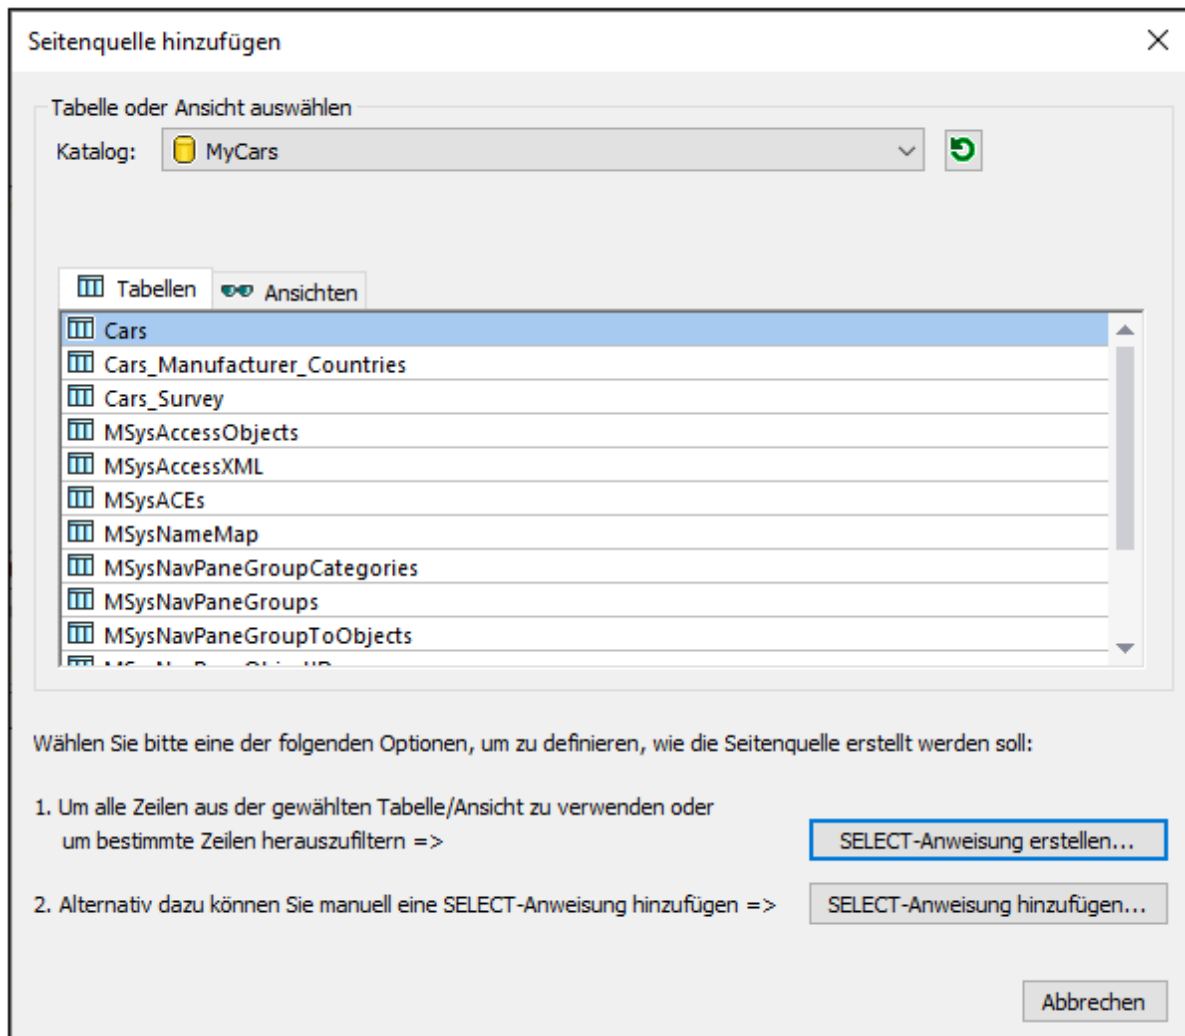 Seitenquelle hinzufügen
Tabelle oder Ansicht auswählen
Katalog: MyCars
Tabellen Ansichten
Cars
Cars_Manufacturer_Countries
Cars_Survey
MSysAccessObjects
MSysAccessXML
MSysACEs
MSysNameMap
MSysNavPaneGroupCategories
MSysNavPaneGroups
MSysNavPaneGroupToObjects
Wählen Sie bitte eine der folgenden Optionen, um zu definieren, wie die Seitenquelle erstellt werden soll:
1. Um alle Zeilen aus der gewählten Tabelle/Ansicht zu verwenden oder
um bestimmte Zeilen herauszufiltern => SELECT-Anweisung erstellen...
2. Alternativ dazu können Sie manuell eine SELECT-Anweisung hinzufügen => SELECT-Anweisung hinzufügen...
Abbrechen